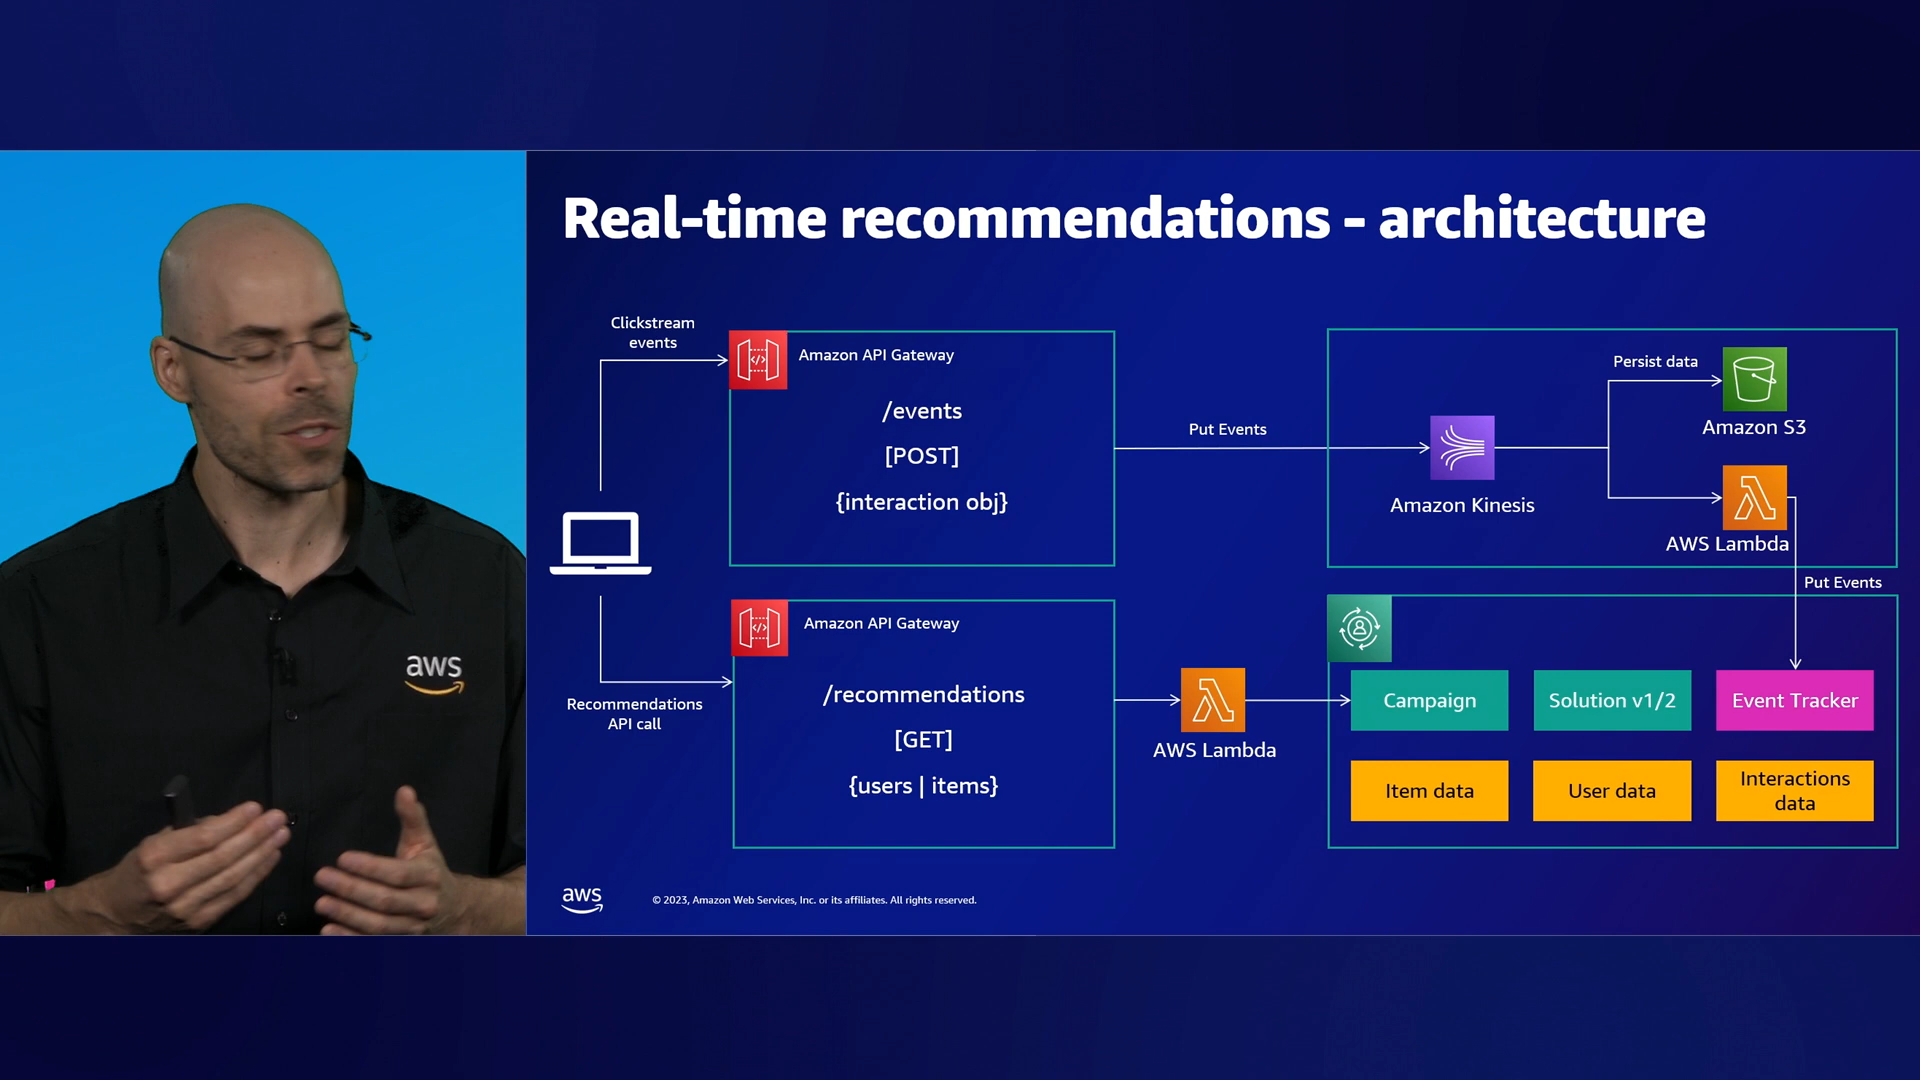 Real-time recommendations - architecture
Clickstream
events
Amazon API Gateway
/events
[POST]
{interaction obj}
Put Events
Amazon Kinesis
Persist data
Amazon S3
AWS Lambda
Put Events
Recommendations
API call
Amazon API Gateway
/recommendations
[GET]
{users | items}
AWS Lambda
Campaign
Solution v1/2
Event Tracker
Item data
User data
Interactions
data
aws
aws
© 2023, Amazon Web Services, Inc. or its affiliates. All rights reserved.